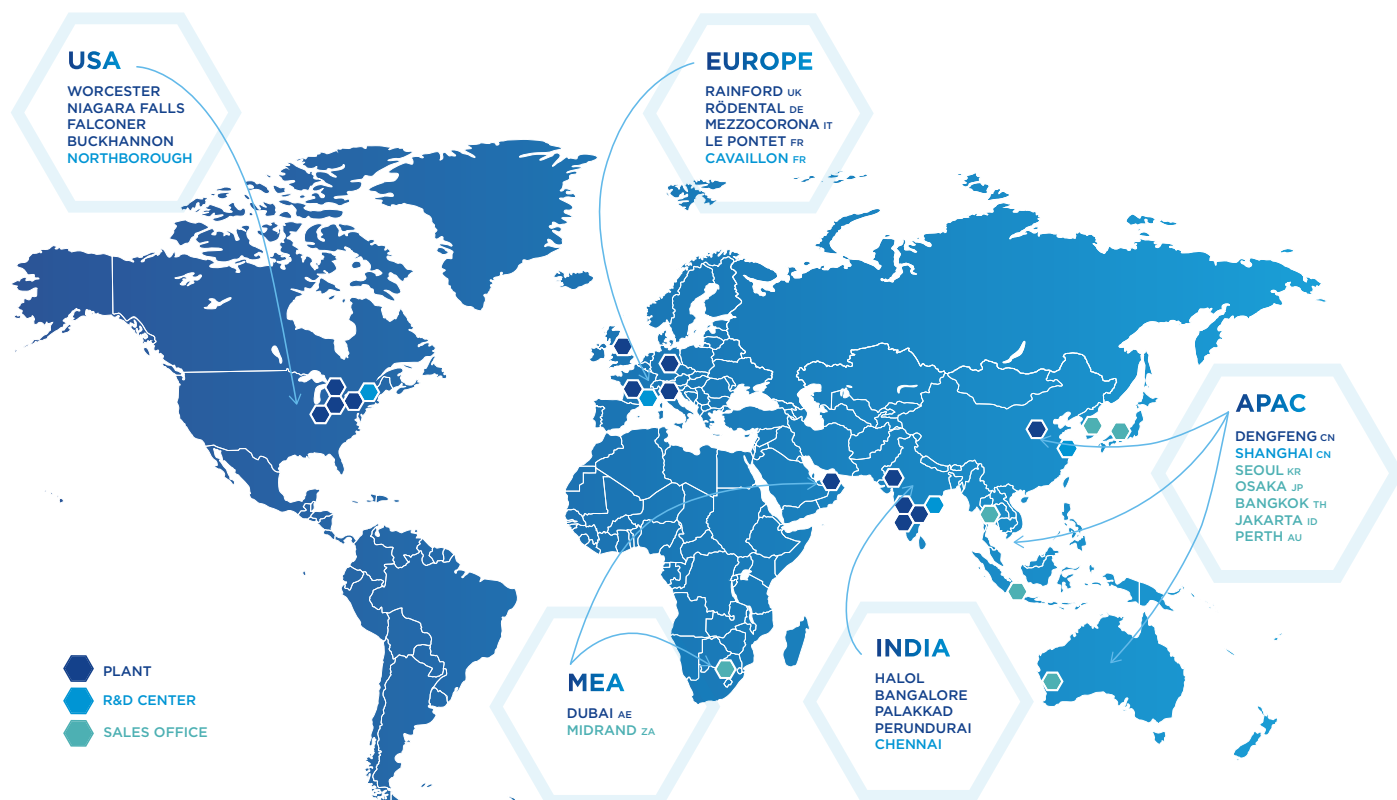 USA
WORCESTER
NIAGARA FALLS
FALCONER
BUCKHANNON
NORTHBOROUGH
EUROPE
RAINFORD UK
RÖDENTAL DE
MEZZOCORONA IT
LE PONTET FR
CAVAILLON FR
APAC
DENGFENG CN
SHANGHAI CN
SEOUL KR
OSAKA JP
BANGKOK TH
JAKARTA ID
PERTH AU
MEA
DUBAI AE
MIDRAND ZA
INDIA
HALOL
BANGALORE
PALAKKAD
PERUNDURAI
CHENNAI
PLANT
R&D CENTER
SALES OFFICE